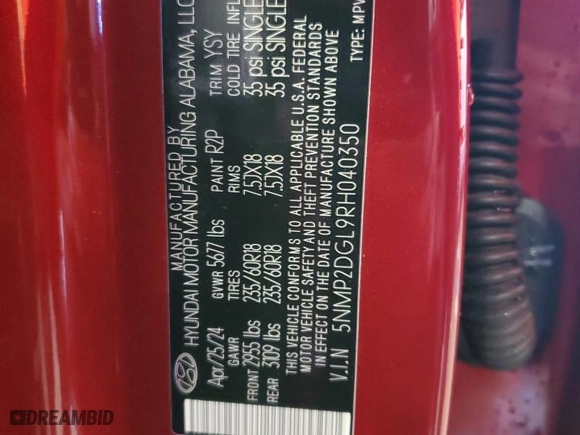 MANUFACTURED BY
HYUNDAI MOTOR MANUFACTURING ALABAMA, LLC
Apr/25/24 GVWR 5677 lbs PAINT R2P TRIM YSY
GAWR TIRES RIMS COLD TIRE INFL
FRONT 2955 lbs 235/60R18 7.5JX18 35 psi SINGLE
REAR 3109 lbs 235/60R18 7.5JX18 35 psi SINGLE
THIS VEHICLE CONFORMS TO ALL APPLICABLE U.S.A. FEDERAL
MOTOR VEHICLE SAFETY AND THEFT PREVENTION STANDARDS
IN EFFECT ON THE DATE OF MANUFACTURE SHOWN ABOVE
V.I.N 5NMP2DGL9RH040350 TYPE: MPV
DREAMBID